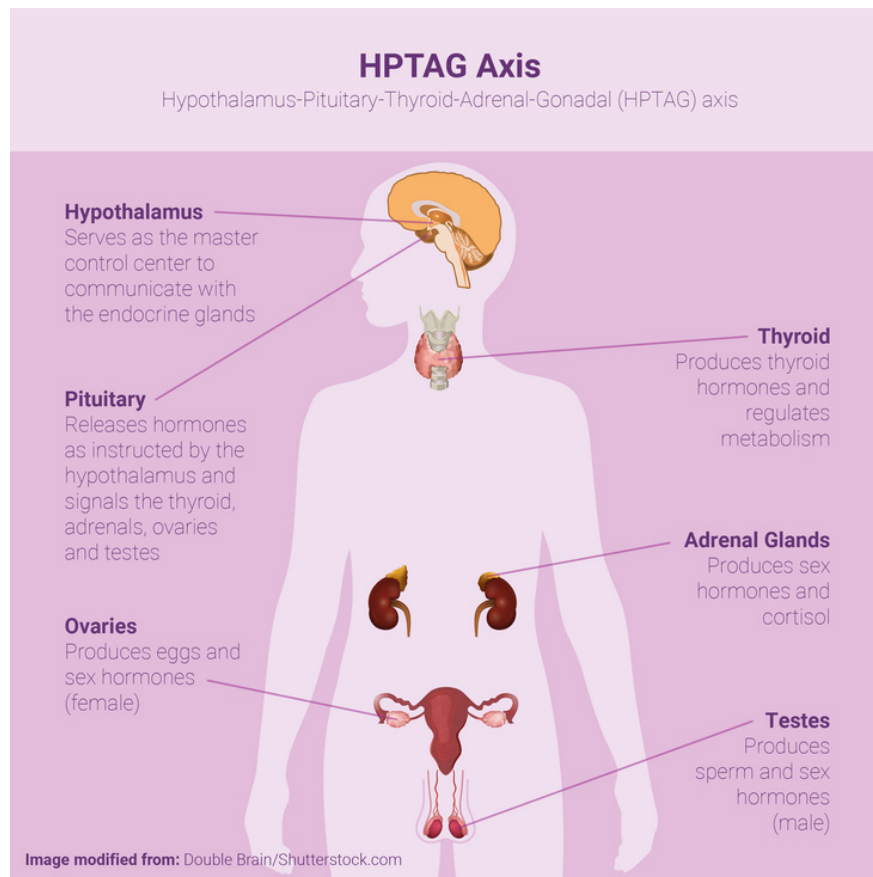 HPTAG Axis
Hypothalamus-Pituitary-Thyroid-Adrenal-Gonadal (HPTAG) axis
Hypothalamus
Serves as the master
control center to
communicate with
the endocrine glands
Pituitary
Releases hormones
as instructed by the
hypothalamus and
signals the thyroid,
adrenals, ovaries
and testes
Ovaries
Produces eggs and
sex hormones
(female)
Thyroid
Produces thyroid
hormones and
regulates
metabolism
Adrenal Glands
Produces sex
hormones and
cortisol
Testes
Produces
sperm and sex
hormones
(male)
Image modified from: Double Brain/Shutterstock.com